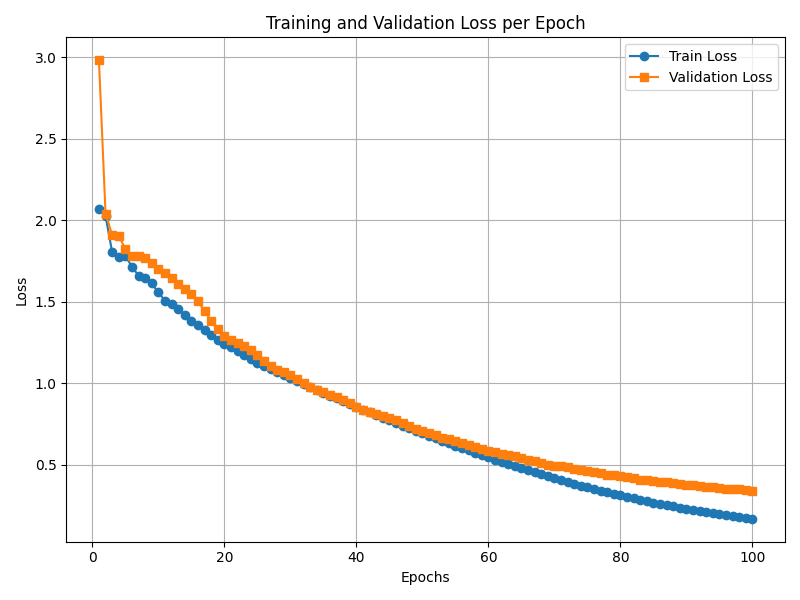 Training and Validation Loss per Epoch
Train Loss
Validation Loss
3.0
2.5
2.0
1.5
1.0
0.5
Loss
0 20 40 60 80 100
Epochs